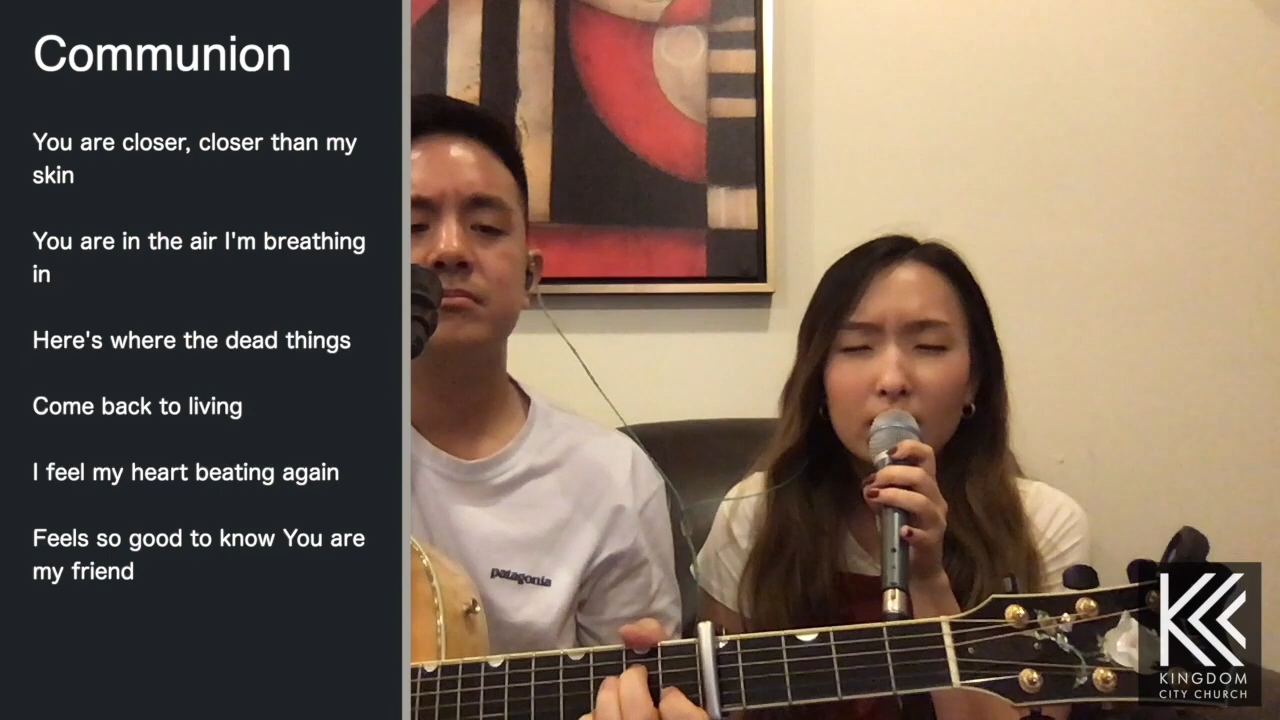 Communion
You are closer, closer than my
skin
You are in the air I'm breathing
in
Here's where the dead things
Come back to living
I feel my heart beating again
Feels so good to know You are
my friend
patagonia
KINGDOM
CITY CHURCH